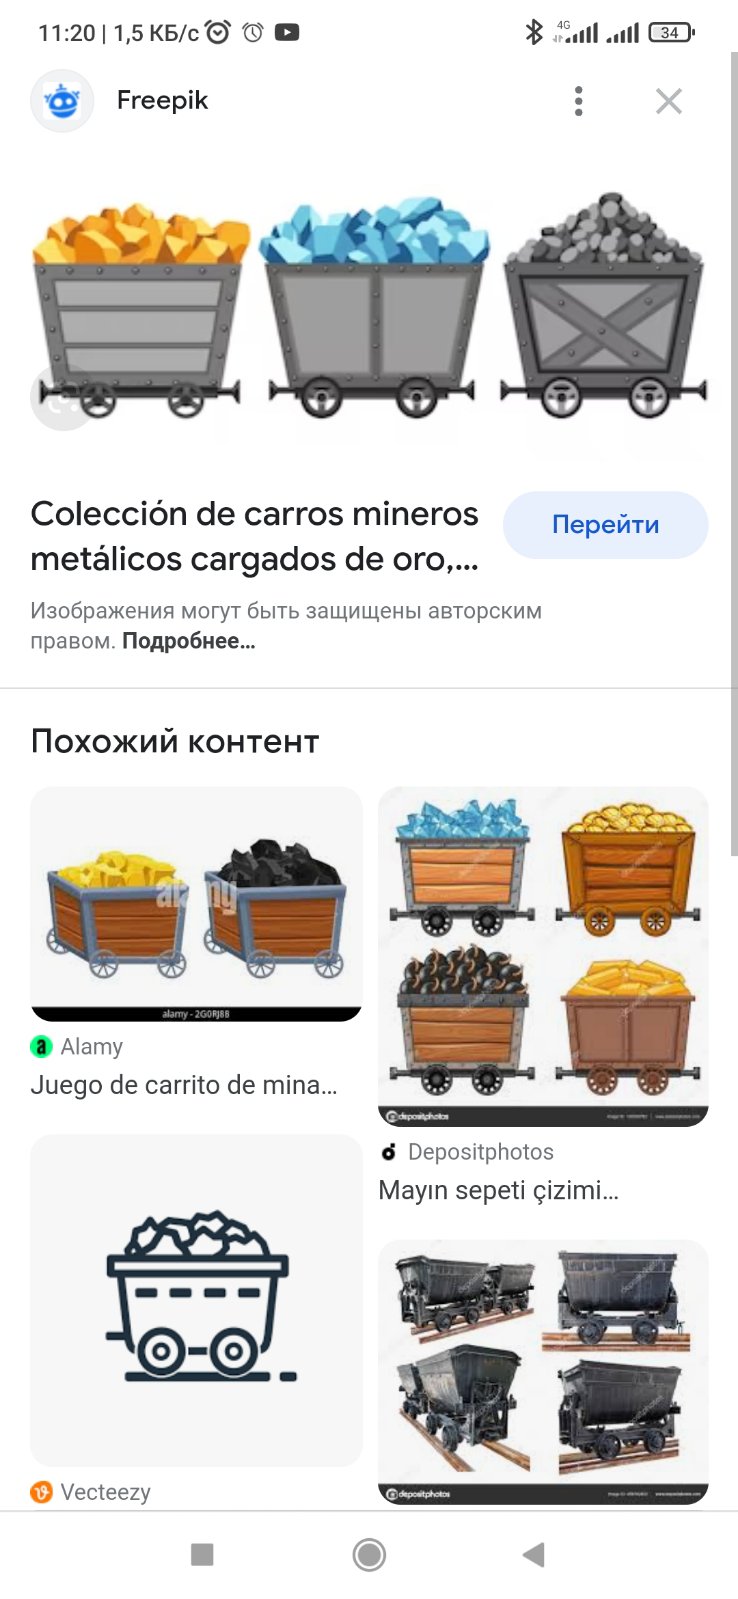 11:20 | 1,5 КБ/с
4G
34
Freepik
Colección de carros mineros
metálicos cargados de oro,...
Перейти
Изображения могут быть защищены авторским
правом. Подробнее...
Похожий контент
alamy
alamy - 2G0RJ88
a Alamy
Juego de carrito de mina...
depositphotos
Depositphotos
Mayın sepeti çizimi...
depositphotos
Vecteezy